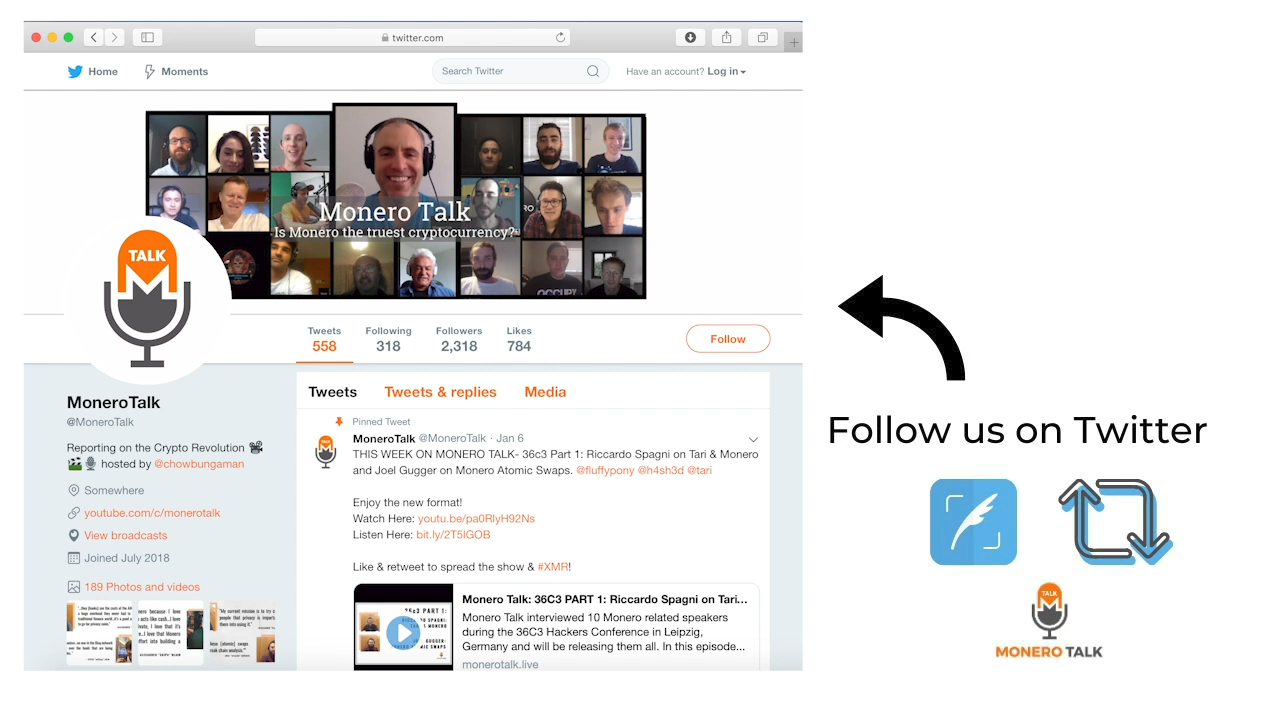 twitter.com
Home Moments Search Twitter Have an account? Log in
Monero Talk
Is Monero the truest cryptocurrency?
TALK
Tweets Following Followers Likes
558 318 2,318 784
Follow
MoneroTalk
@MoneroTalk
Reporting on the Crypto Revolution
hosted by @chowbungaman
Somewhere
youtube.com/c/monerotalk
View broadcasts
Joined July 2018
189 Photos and videos
Tweets Tweets & replies Media
Pinned Tweet
MoneroTalk @MoneroTalk · Jan 6
THIS WEEK ON MONERO TALK- 36c3 Part 1: Riccardo Spagni on Tari & Monero
and Joel Gugger on Monero Atomic Swaps. @fluffypony @h4sh3d @tari
Enjoy the new format!
Watch Here: youtu.be/pa0RlyH92Ns
Listen Here: bit.ly/2T5IGOB
Like & retweet to spread the show & #XMR!
36C3 PART 1:
Monero Talk: 36C3 PART 1: Riccardo Spagni on Tari...
Monero Talk interviewed 10 Monero related speakers
during the 36C3 Hackers Conference in Leipzig,
Germany and will be releasing them all. In this episode...
monerotalk.live
Follow us on Twitter
TALK
MONERO TALK